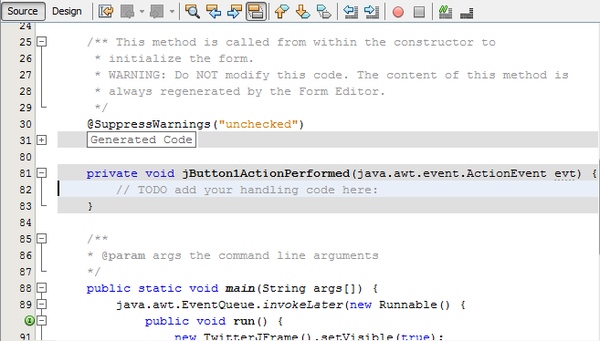 Source Design
24
25 /** This method is called from within the constructor to
26 * initialize the form.
27 * WARNING: Do NOT modify this code. The content of this method is
28 * always regenerated by the Form Editor.
29 */
30 @SuppressWarnings("unchecked")
31 Generated Code
80
81 private void jButton1ActionPerformed(java.awt.event.ActionEvent evt) {
82 // TODO add your handling code here:
83 }
84
85 /**
86 * @param args the command line arguments
87 */
88 public static void main(String args[]) {
89 java.awt.EventQueue.invokeLater(new Runnable() {
public void run() {
91 new TwitterJFrame().setVisible(true);